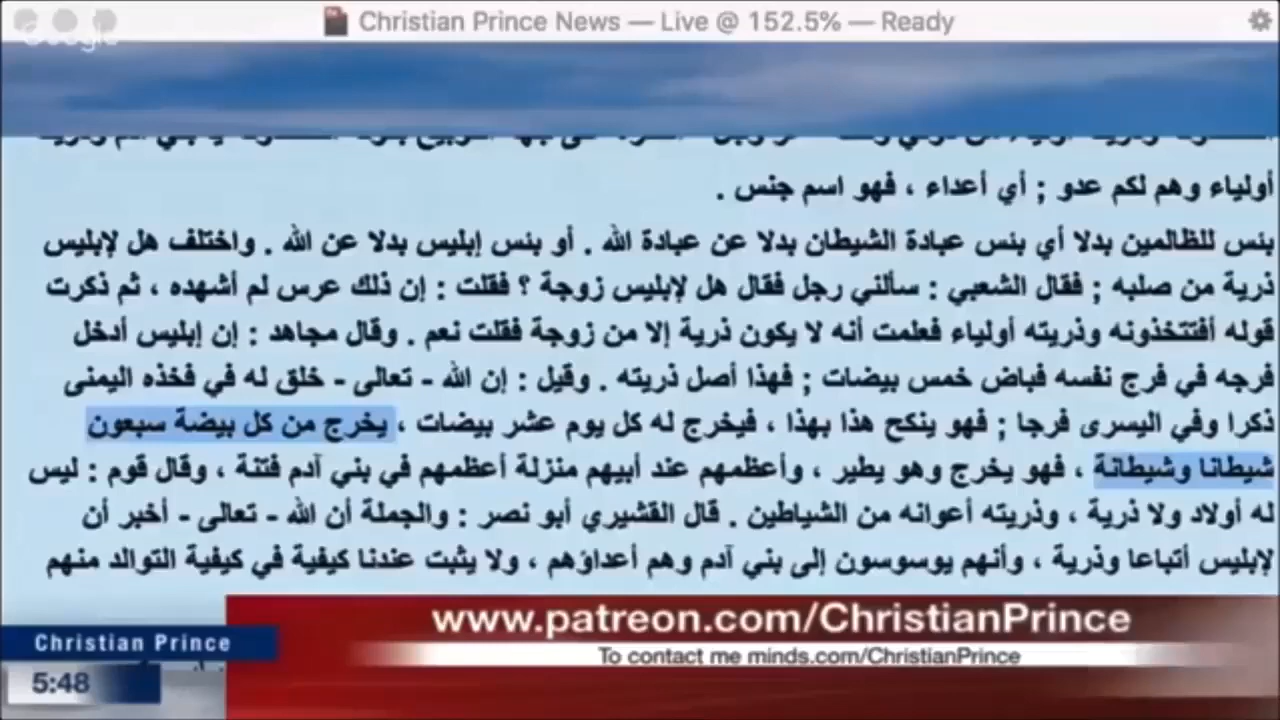 Christian Prince News — Live @ 152.5% — Ready
Google
أولياء وهم لكم عدو ; أي أعداء ، فهو اسم جنس .
بئس للظالمين بدلا أي بئس عبادة الشيطان بدلا عن عبادة الله . أو بئس إبليس بدلا عن الله . واختلف هل لإبليس
ذرية من صلبه ; فقال الشعبي : سألني رجل فقال هل لإبليس زوجة ؟ فقلت : إن ذلك عرس لم أشهده ، ثم ذكرت
قوله أفتتخذونه وذريته أولياء فعلمت أنه لا يكون ذرية إلا من زوجة فقلت نعم . وقال مجاهد : إن إبليس أدخل
فرجه في فرج نفسه فباض خمس بيضات ; فهذا أصل ذريته . وقيل : إن الله - تعالى - خلق له في فخذه اليمنى
ذكرا وفي اليسرى فرجا ; فهو ينكح هذا بهذا ، فيخرج له كل يوم عشر بيضات ، يخرج من كل بيضة سبعون
شيطانا وشيطانة ، فهو يخرج وهو يطير ، وأعظمهم عند أبيهم منزلة أعظمهم في بني آدم فتنة ، وقال قوم : ليس
له أولاد ولا ذرية ، وذريته أعوانه من الشياطين . قال القشيري أبو نصر : والجملة أن الله - تعالى - أخبر أن
لإبليس أتباعا وذرية ، وأنهم يوسوسون إلى بني آدم وهم أعداؤهم ، ولا يثبت عندنا كيفية في كيفية التوالد منهم
www.patreon.com/ChristianPrince
Christian Prince
To contact me minds.com/ChristianPrince
5:48